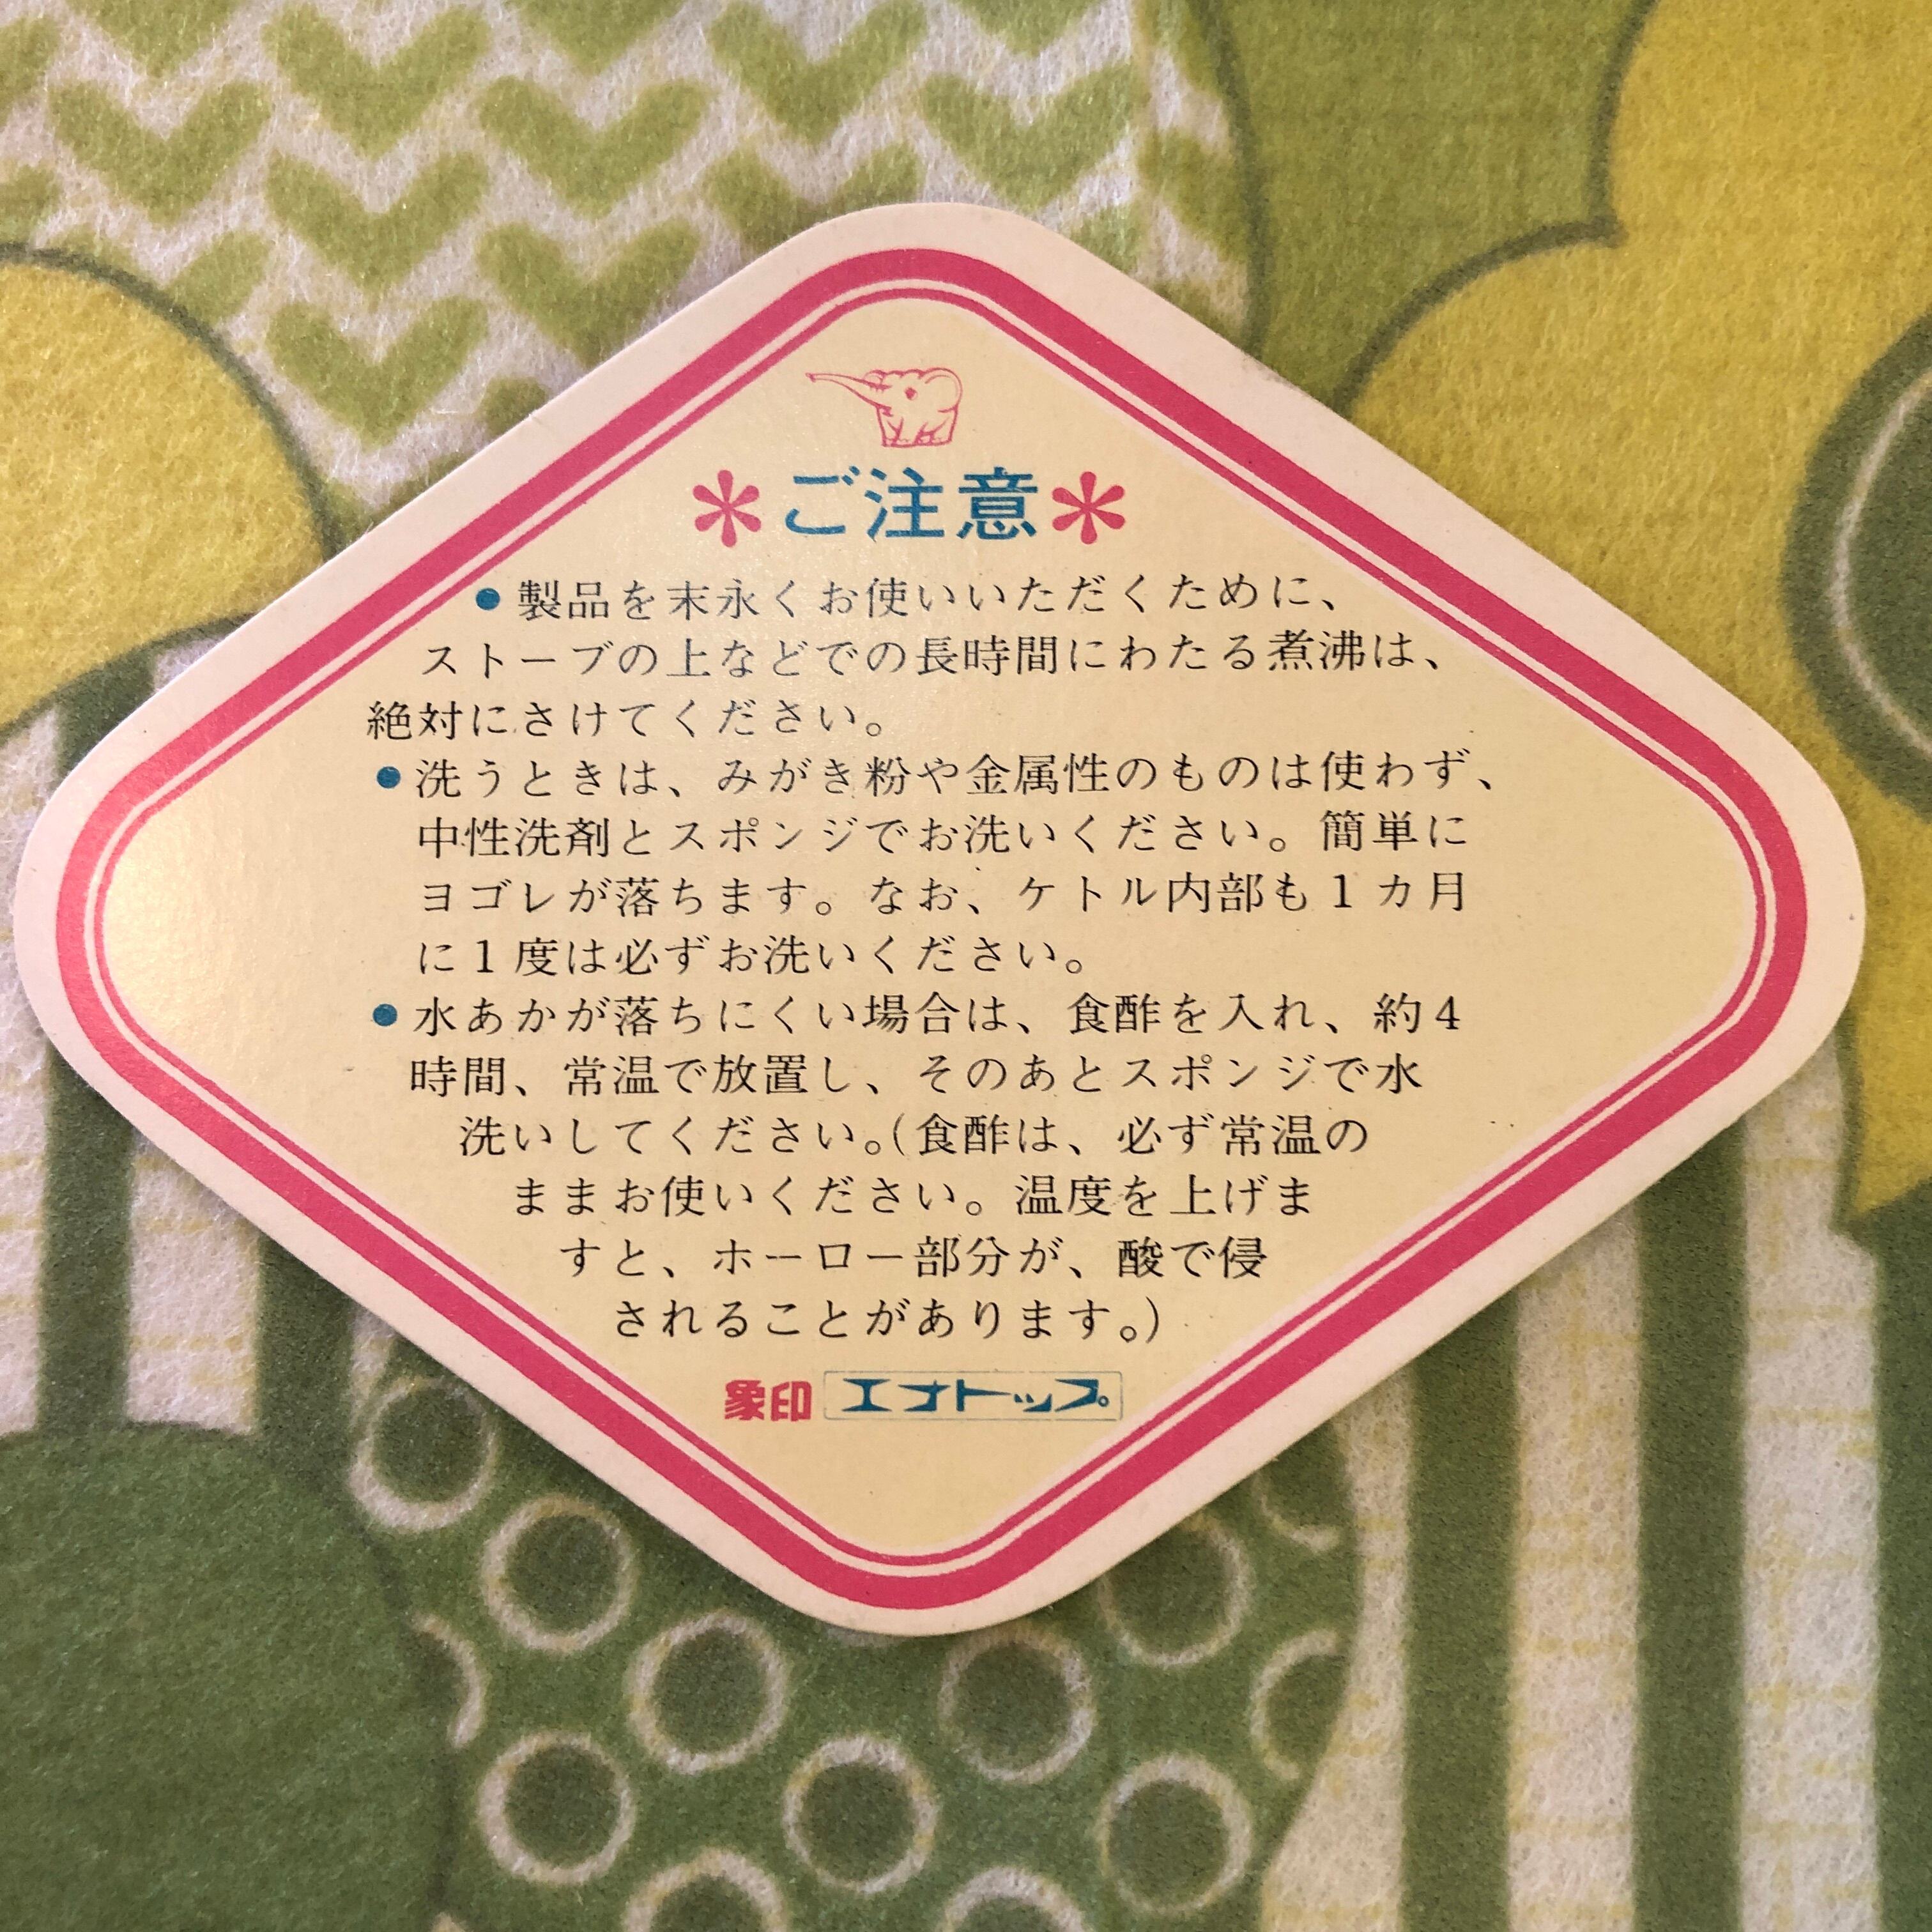 ＊ご注意＊
●製品を末永くお使いいただくために、
ストーブの上などでの長時間にわたる煮沸は、
絶対にさけてください。
●洗うときは、みがき粉や金属性のものは使わず、
中性洗剤とスポンジでお洗いください。簡単に
ヨゴレが落ちます。なお、ケトル内部も1カ月
に1度は必ずお洗いください。
●水あかが落ちにくい場合は、食酢を入れ、約4
時間、常温で放置し、そのあとスポンジで水
洗いしてください。(食酢は、必ず常温の
ままお使いください。温度を上げま
すと、ホーロー部分が、酸で侵
されることがあります。)
象印 エオトップ